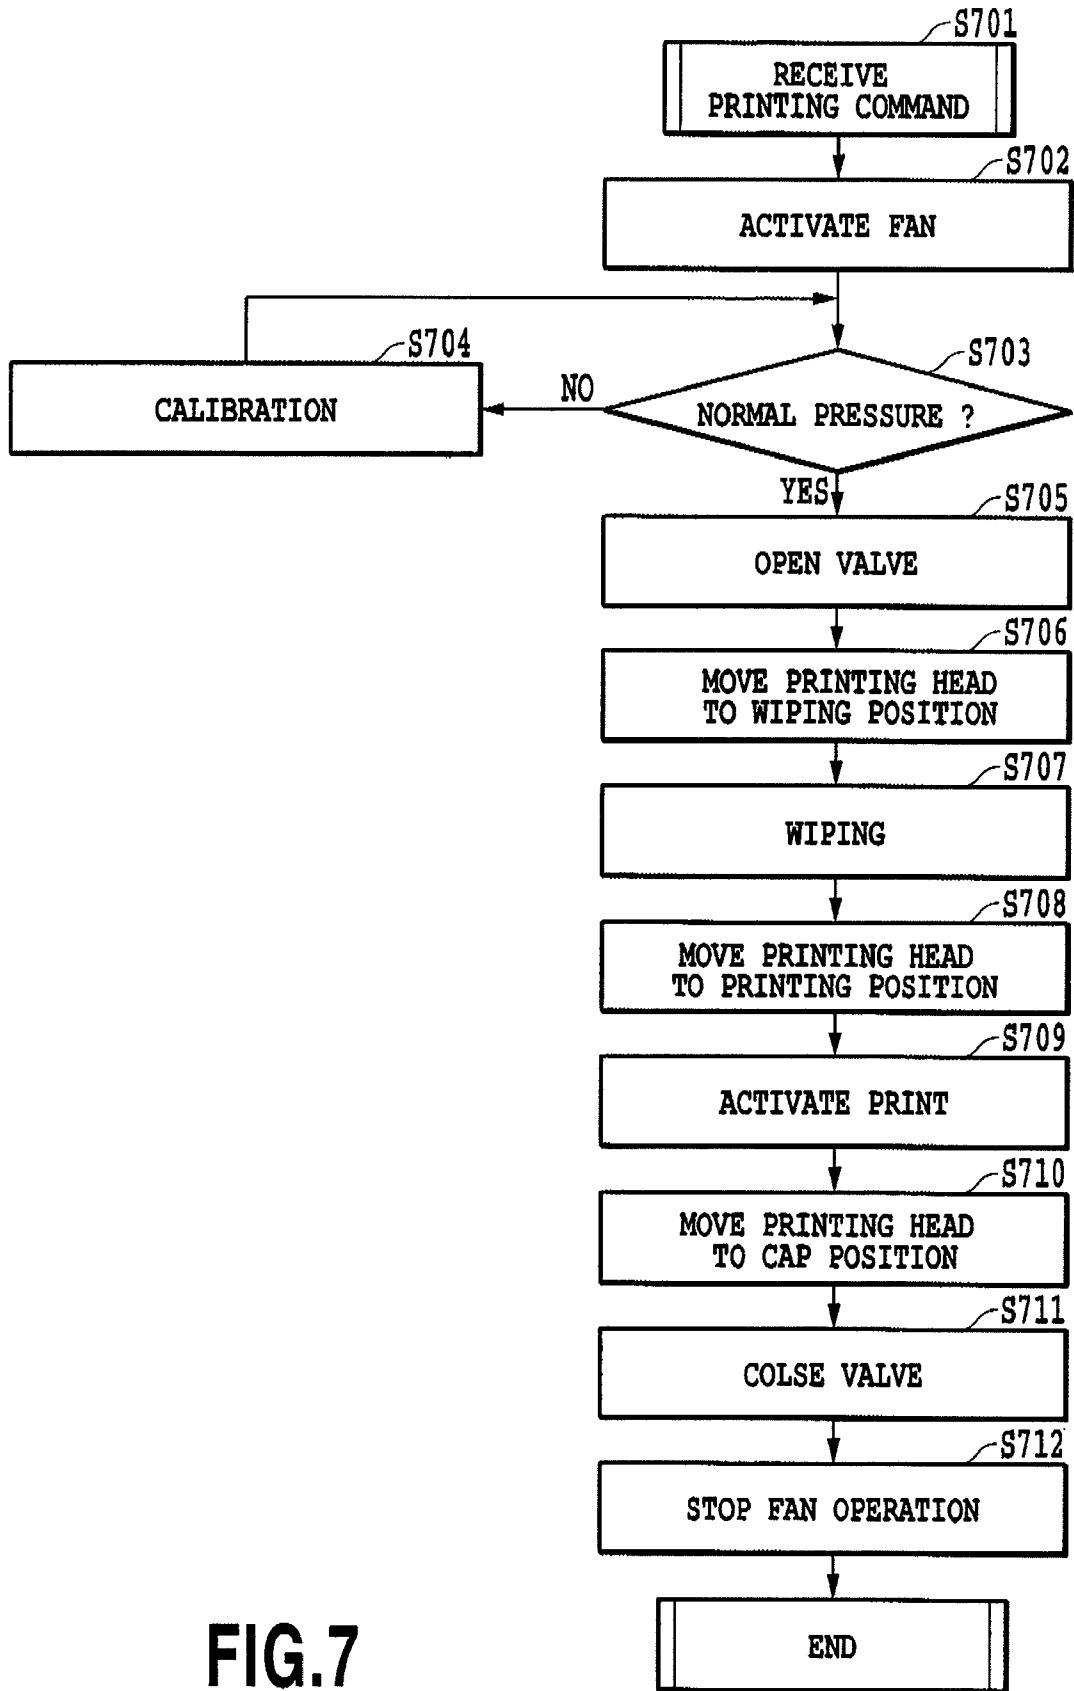 S701
RECEIVE
PRINTING COMMAND
S702
ACTIVATE FAN
S704
CALIBRATION
S703
NO
NORMAL PRESSURE ?
YES
S705
OPEN VALVE
S706
MOVE PRINTING HEAD
TO WIPING POSITION
S707
WIPING
S708
MOVE PRINTING HEAD
TO PRINTING POSITION
S709
ACTIVATE PRINT
S710
MOVE PRINTING HEAD
TO CAP POSITION
S711
COLSE VALVE
S712
STOP FAN OPERATION
END
FIG.7